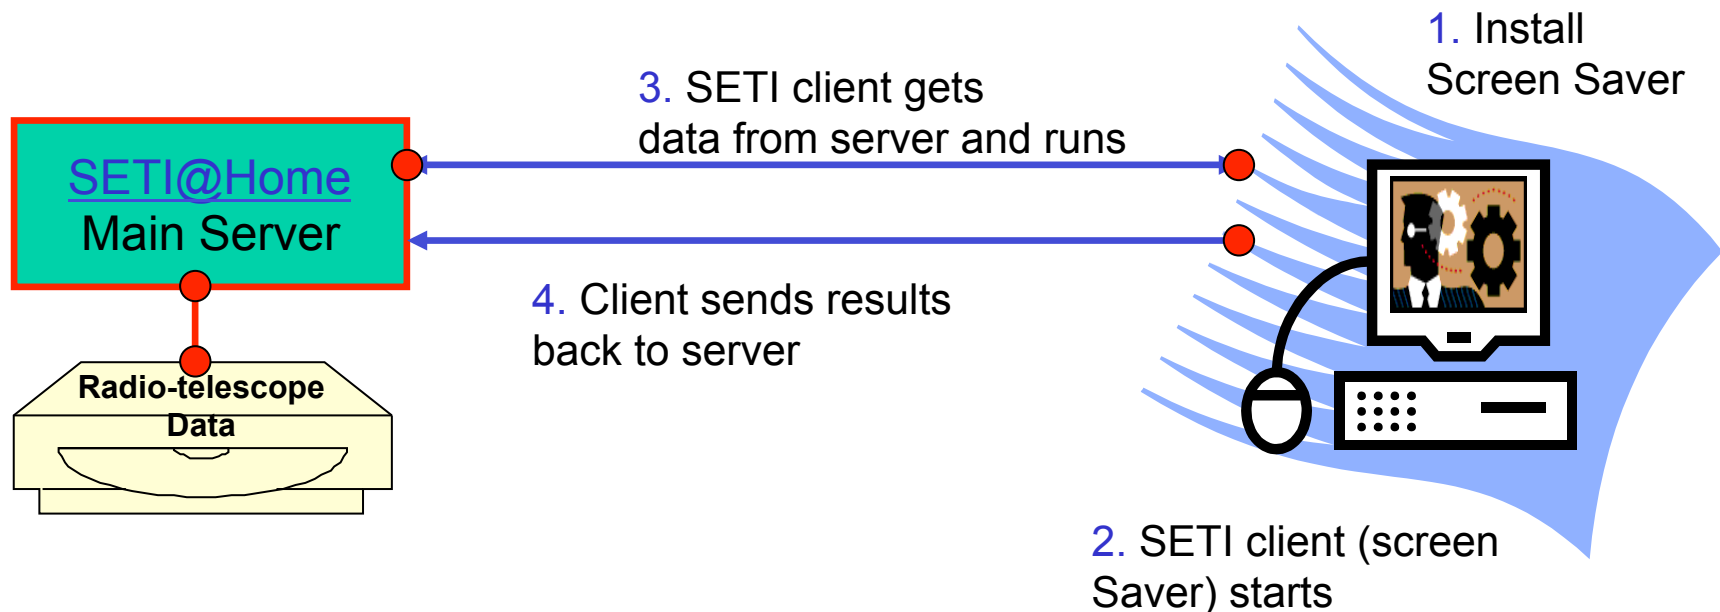 1. Install
Screen Saver
3. SETI client gets
data from server and runs
SETI@Home
Main Server
4. Client sends results
back to server
Radio-telescope
Data
2. SETI client (screen
Saver) starts